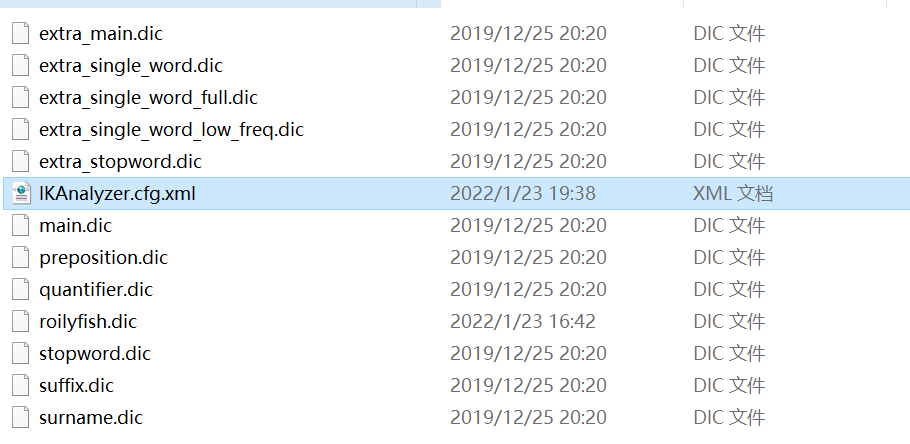 extra_main.dic 2019/12/25 20:20 DIC 文件
extra_single_word.dic 2019/12/25 20:20 DIC 文件
extra_single_word_full.dic 2019/12/25 20:20 DIC 文件
extra_single_word_low_freq.dic 2019/12/25 20:20 DIC 文件
extra_stopword.dic 2019/12/25 20:20 DIC 文件
IKAnalyzer.cfg.xml 2022/1/23 19:38 XML 文档
main.dic 2019/12/25 20:20 DIC 文件
preposition.dic 2019/12/25 20:20 DIC 文件
quantifier.dic 2019/12/25 20:20 DIC 文件
roilyfish.dic 2022/1/23 16:42 DIC 文件
stopword.dic 2019/12/25 20:20 DIC 文件
suffix.dic 2019/12/25 20:20 DIC 文件
surname.dic 2019/12/25 20:20 DIC 文件